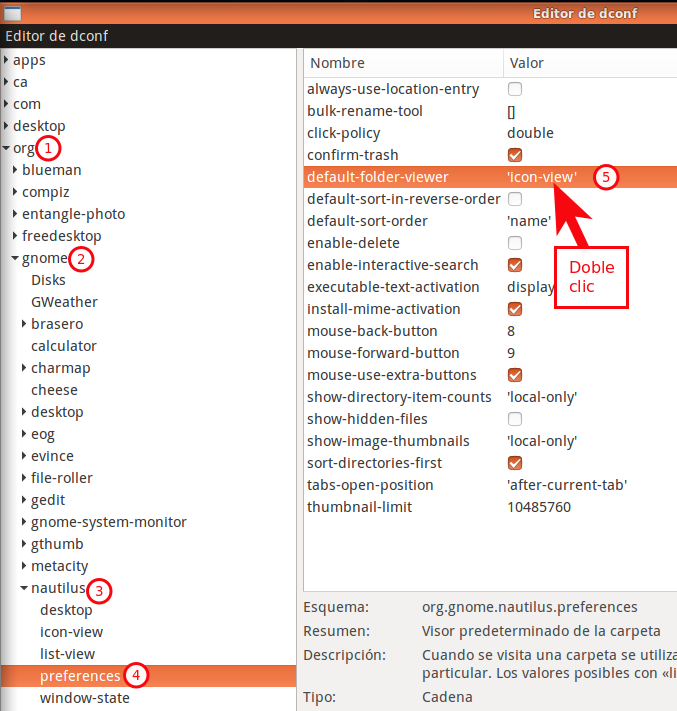 Editor de dconf
Editor de dconf
apps
ca
com
desktop
org 1
blueman
compiz
entangle-photo
freedesktop
gnome 2
Disks
GWeather
brasero
calculator
charmap
cheese
desktop
eog
evince
file-roller
gedit
gnome-system-monitor
gthumb
metacity
nautilus 3
desktop
icon-view
list-view
preferences 4
window-state
Nombre Valor
always-use-location-entry
bulk-rename-tool []
click-policy double
confirm-trash
default-folder-viewer 'icon-view' 5
default-sort-in-reverse-order
default-sort-order 'name'
enable-delete
enable-interactive-search
executable-text-activation display
install-mime-activation
mouse-back-button 8
mouse-forward-button 9
mouse-use-extra-buttons
show-directory-item-counts 'local-only'
show-hidden-files
show-image-thumbnails 'local-only'
sort-directories-first
tabs-open-position 'after-current-tab'
thumbnail-limit 10485760
Doble
clic
Esquema: org.gnome.nautilus.preferences
Resumen: Visor predeterminado de la carpeta
Descripción: Cuando se visita una carpeta se utiliza
particular. Los valores posibles con «li
Tipo: Cadena